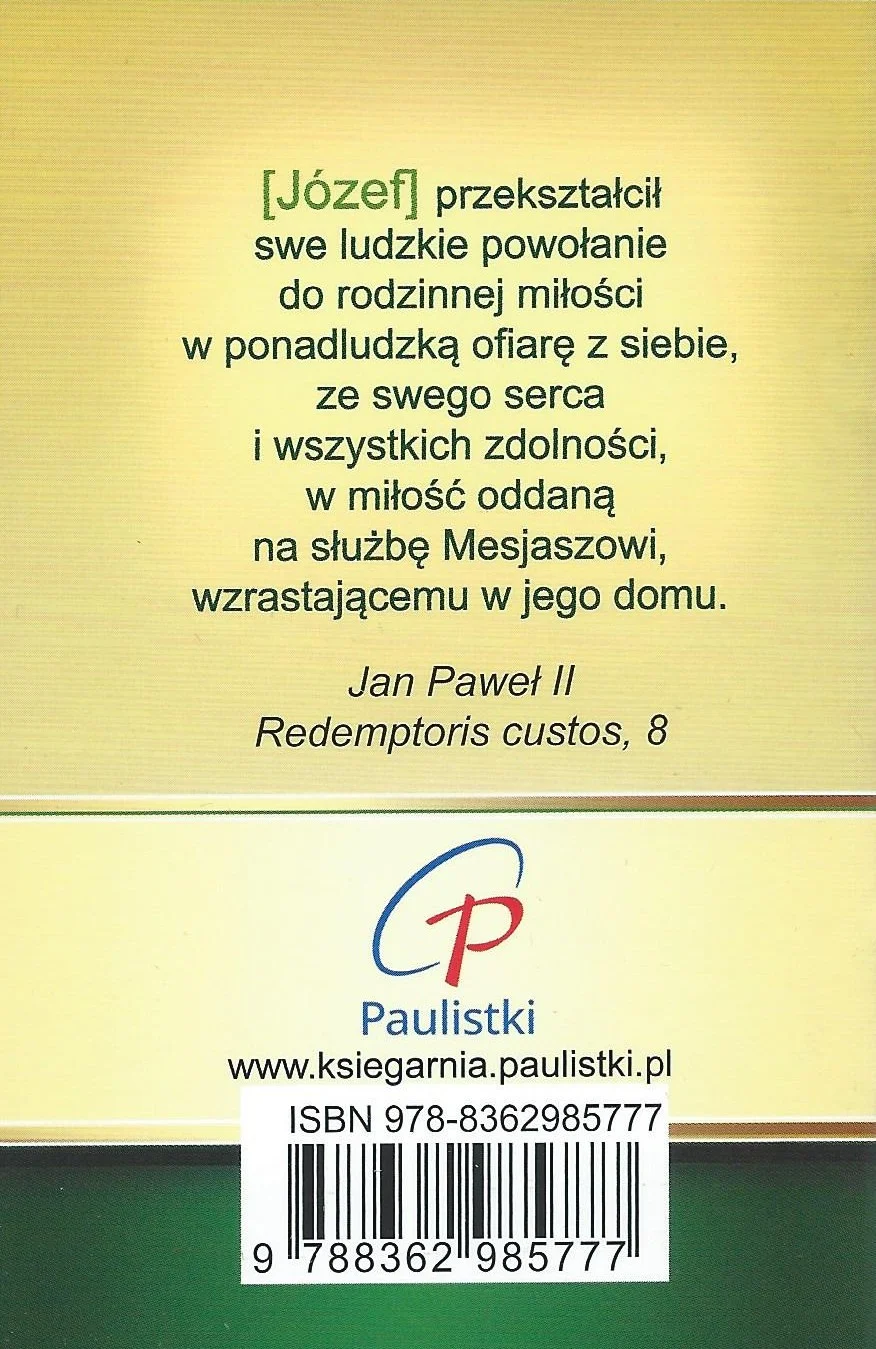 [Józef] przekształcił
swe ludzkie powołanie
do rodzinnej miłości
w ponadludzką ofiarę z siebie,
ze swego serca
i wszystkich zdolności,
w miłość oddaną
na służbę Mesjaszowi,
wzrastającemu w jego domu.
Jan Paweł II
Redemptoris custos, 8
Paulistki
www.ksiegarnia.paulistki.pl
ISBN 978-8362985777
9 788362 985777